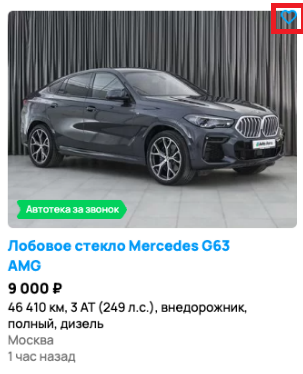 Автотека за звонок
Лобовое стекло Mercedes G63
AMG
9 000 ₽
46 410 км, 3 AT (249 л.с.), внедорожник,
полный, дизель
Москва
1 час назад